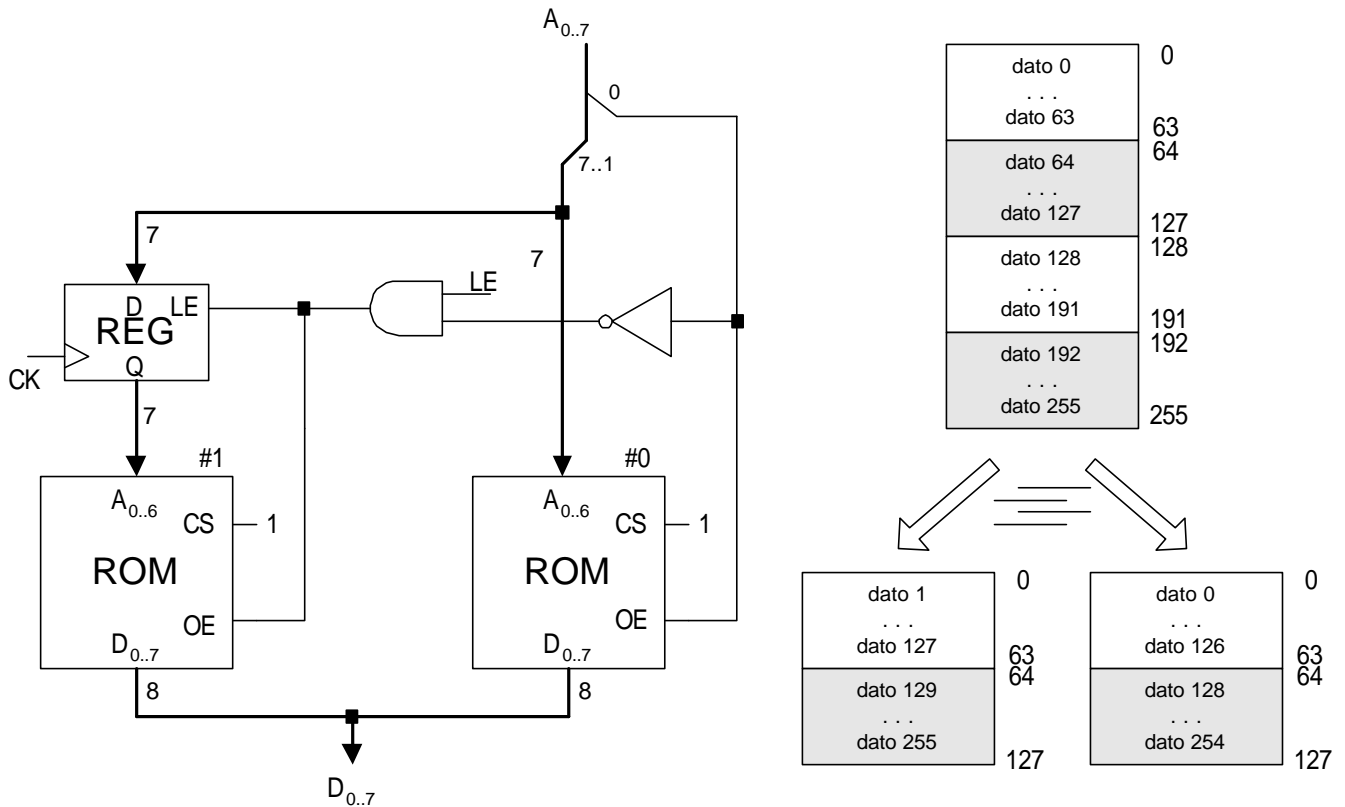 A0..7
0
7..1
7
7
LE
D LE
REG
Q
CK
7
#1
A0..6
CS
1
ROM
OE
D0..7
8
#0
A0..6
CS
1
ROM
OE
D0..7
8
D0..7
dato 0
. . .
dato 63
0
63
dato 64
. . .
dato 127
64
127
dato 128
. . .
dato 191
128
191
dato 192
. . .
dato 255
192
255
dato 1
. . .
dato 127
0
63
dato 129
. . .
dato 255
64
127
dato 0
. . .
dato 126
0
63
dato 128
. . .
dato 254
64
127